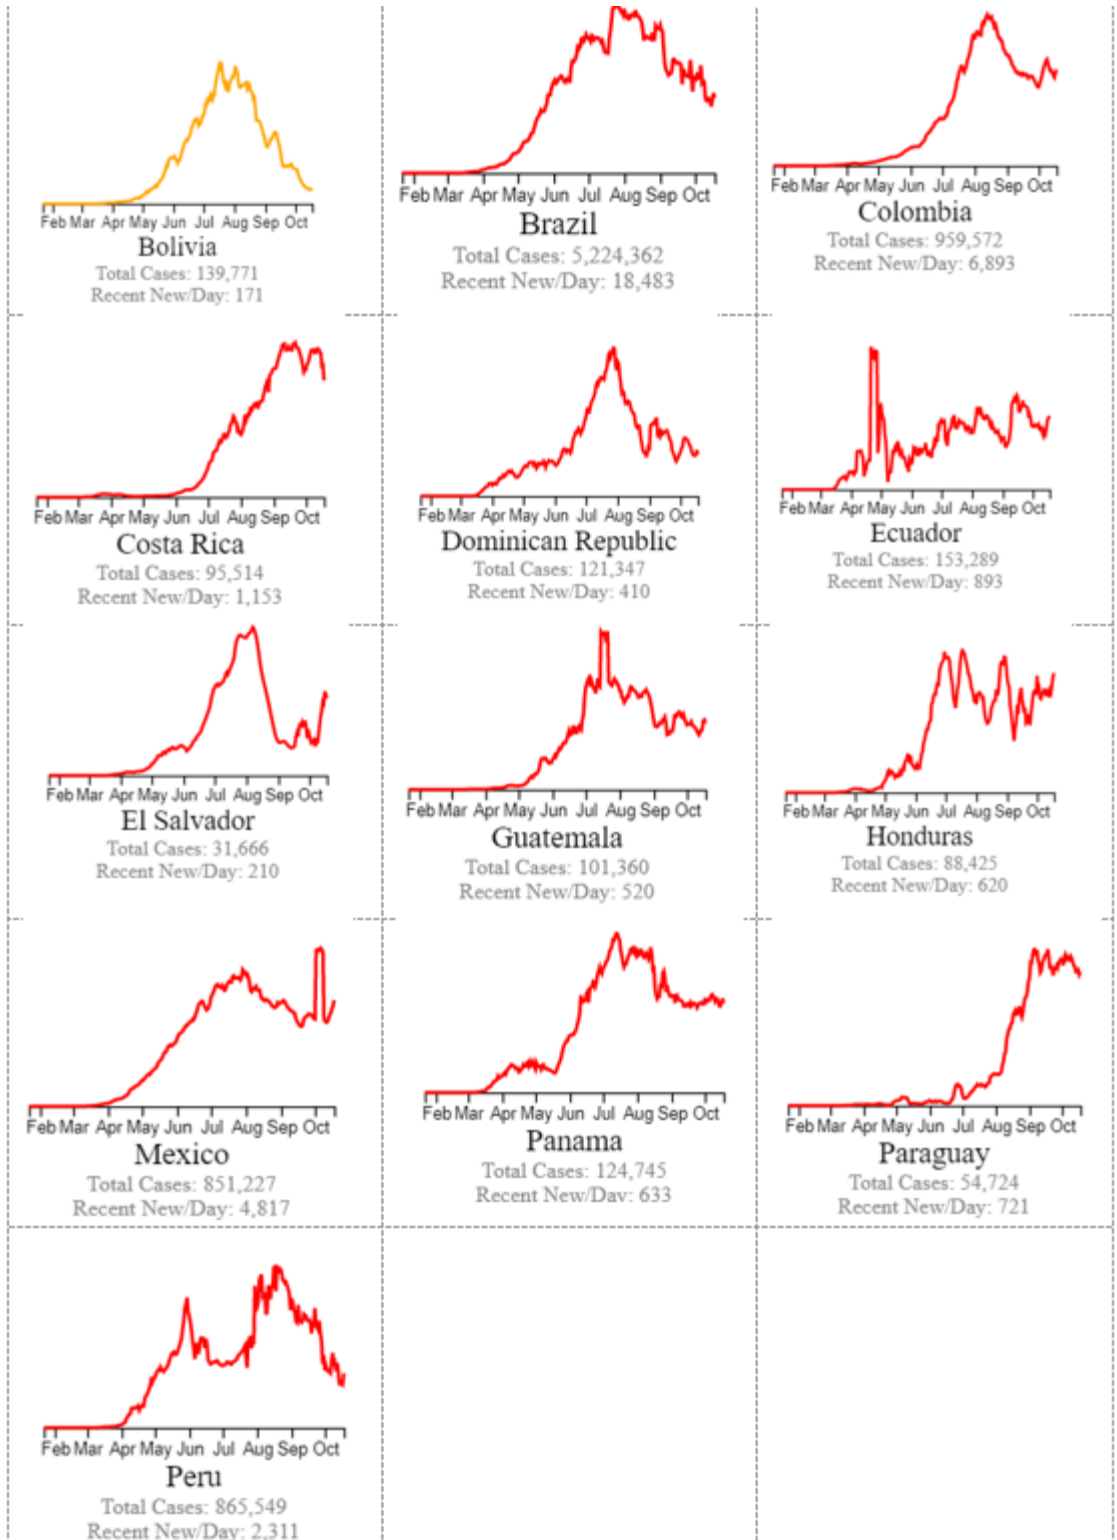 Feb Mar Apr May Jun Jul Aug Sep Oct
Bolivia
Total Cases: 139,771
Recent New/Day: 171
Feb Mar Apr May Jun Jul Aug Sep Oct
Brazil
Total Cases: 5,224,362
Recent New/Day: 18,483
Feb Mar Apr May Jun Jul Aug Sep Oct
Colombia
Total Cases: 959,572
Recent New/Day: 6,893
Feb Mar Apr May Jun Jul Aug Sep Oct
Costa Rica
Total Cases: 95,514
Recent New/Day: 1,153
Feb Mar Apr May Jun Jul Aug Sep Oct
Dominican Republic
Total Cases: 121,347
Recent New/Day: 410
Feb Mar Apr May Jun Jul Aug Sep Oct
Ecuador
Total Cases: 153,289
Recent New/Day: 893
Feb Mar Apr May Jun Jul Aug Sep Oct
El Salvador
Total Cases: 31,666
Recent New/Day: 210
Feb Mar Apr May Jun Jul Aug Sep Oct
Guatemala
Total Cases: 101,360
Recent New/Day: 520
Feb Mar Apr May Jun Jul Aug Sep Oct
Honduras
Total Cases: 88,425
Recent New/Day: 620
Feb Mar Apr May Jun Jul Aug Sep Oct
Mexico
Total Cases: 851,227
Recent New/Day: 4,817
Feb Mar Apr May Jun Jul Aug Sep Oct
Panama
Total Cases: 124,745
Recent New/Day: 633
Feb Mar Apr May Jun Jul Aug Sep Oct
Paraguay
Total Cases: 54,724
Recent New/Day: 721
Feb Mar Apr May Jun Jul Aug Sep Oct
Peru
Total Cases: 865,549
Recent New/Day: 2,311